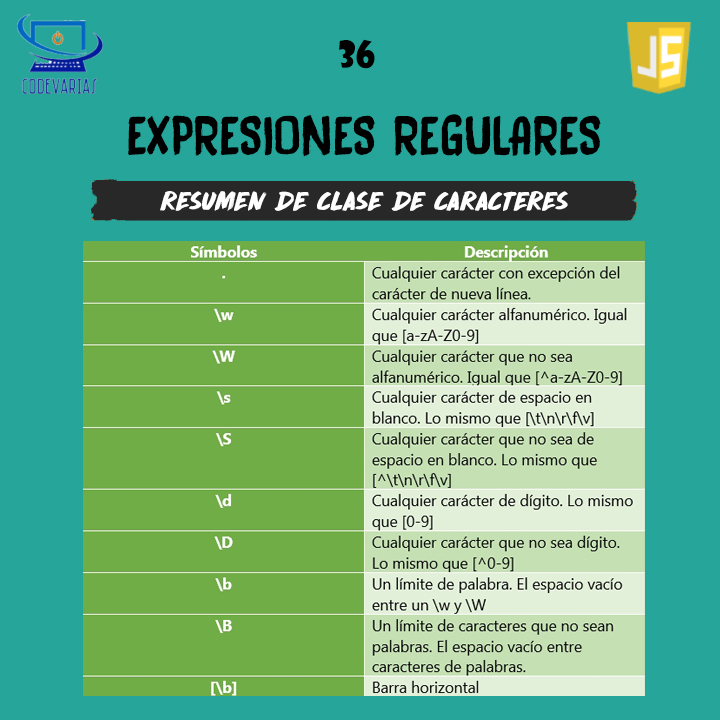 CODEVARIAS
36
JS
EXPRESIONES REGULARES
RESUMEN DE CLASE DE CARACTERES
Símbolos Descripción
. Cualquier carácter con excepción del
carácter de nueva línea.
\w Cualquier carácter alfanumérico. Igual
que [a-zA-Z0-9]
\W Cualquier carácter que no sea
alfanumérico. Igual que [^a-zA-Z0-9]
\s Cualquier carácter de espacio en
blanco. Lo mismo que [\t\n\r\f\v]
\S Cualquier carácter que no sea de
espacio en blanco. Lo mismo que
[^\t\n\r\f\v]
\d Cualquier carácter de dígito. Lo mismo
que [0-9]
\D Cualquier carácter que no sea dígito.
Lo mismo que [^0-9]
\b Un límite de palabra. El espacio vacío
entre un \w y \W
\B Un límite de caracteres que no sean
palabras. El espacio vacío entre
caracteres de palabras.
[\b] Barra horizontal